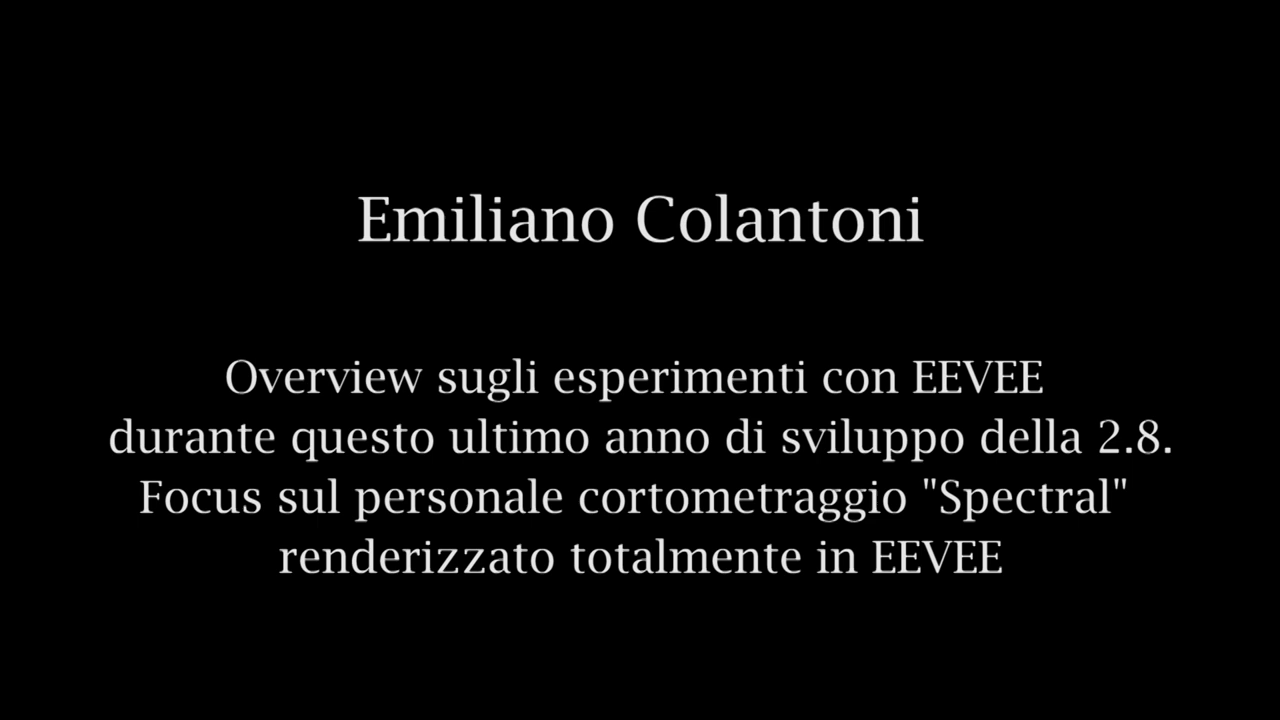 Emiliano Colantoni
Overview sugli esperimenti con EEVEE
durante questo ultimo anno di sviluppo della 2.8.
Focus sul personale cortometraggio "Spectral"
renderizzato totalmente in EEVEE